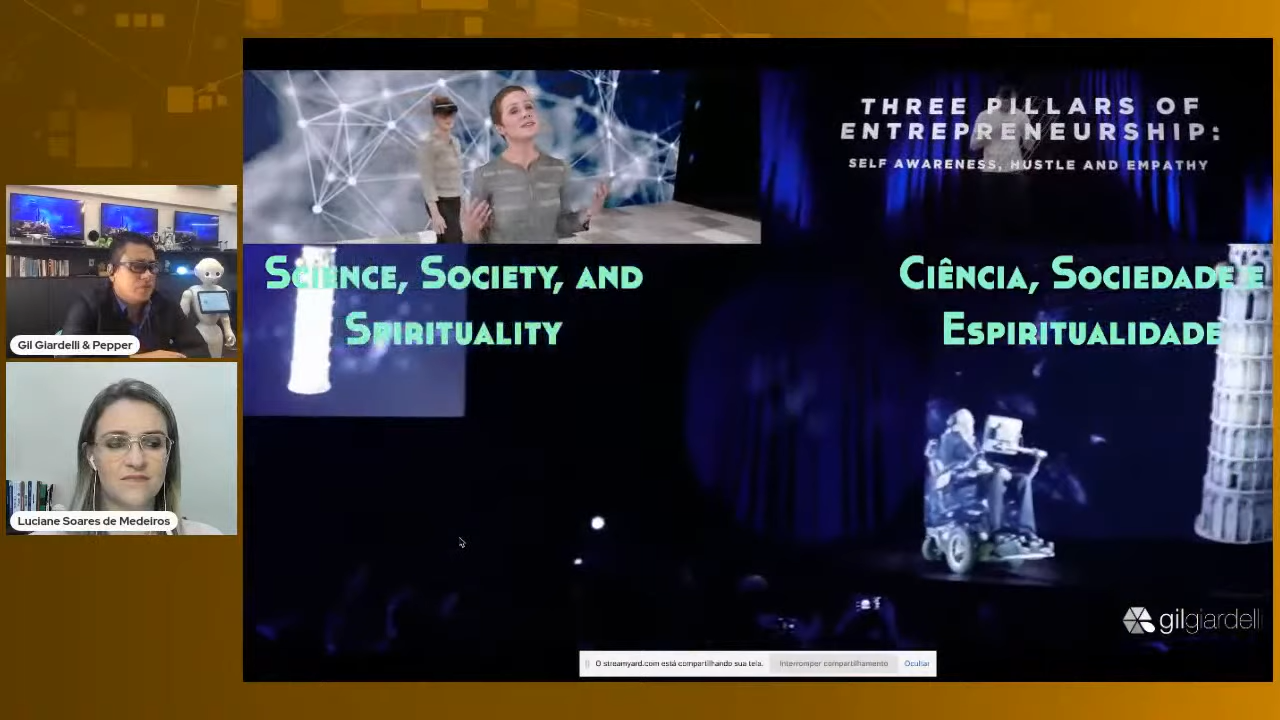 THREE PILLARS OF
ENTREPRENEURSHIP:
SELF AWARENESS, HUSTLE AND EMPATHY
Science, Society, and
Spirituality
Ciência, Sociedade e
Espiritualidade
Gil Giardelli & Pepper
Luciane Soares de Medeiros
gilgiardelli
O streamyard.com está compartilhando sua tela.
Interromper compartilhamento
Ocultar